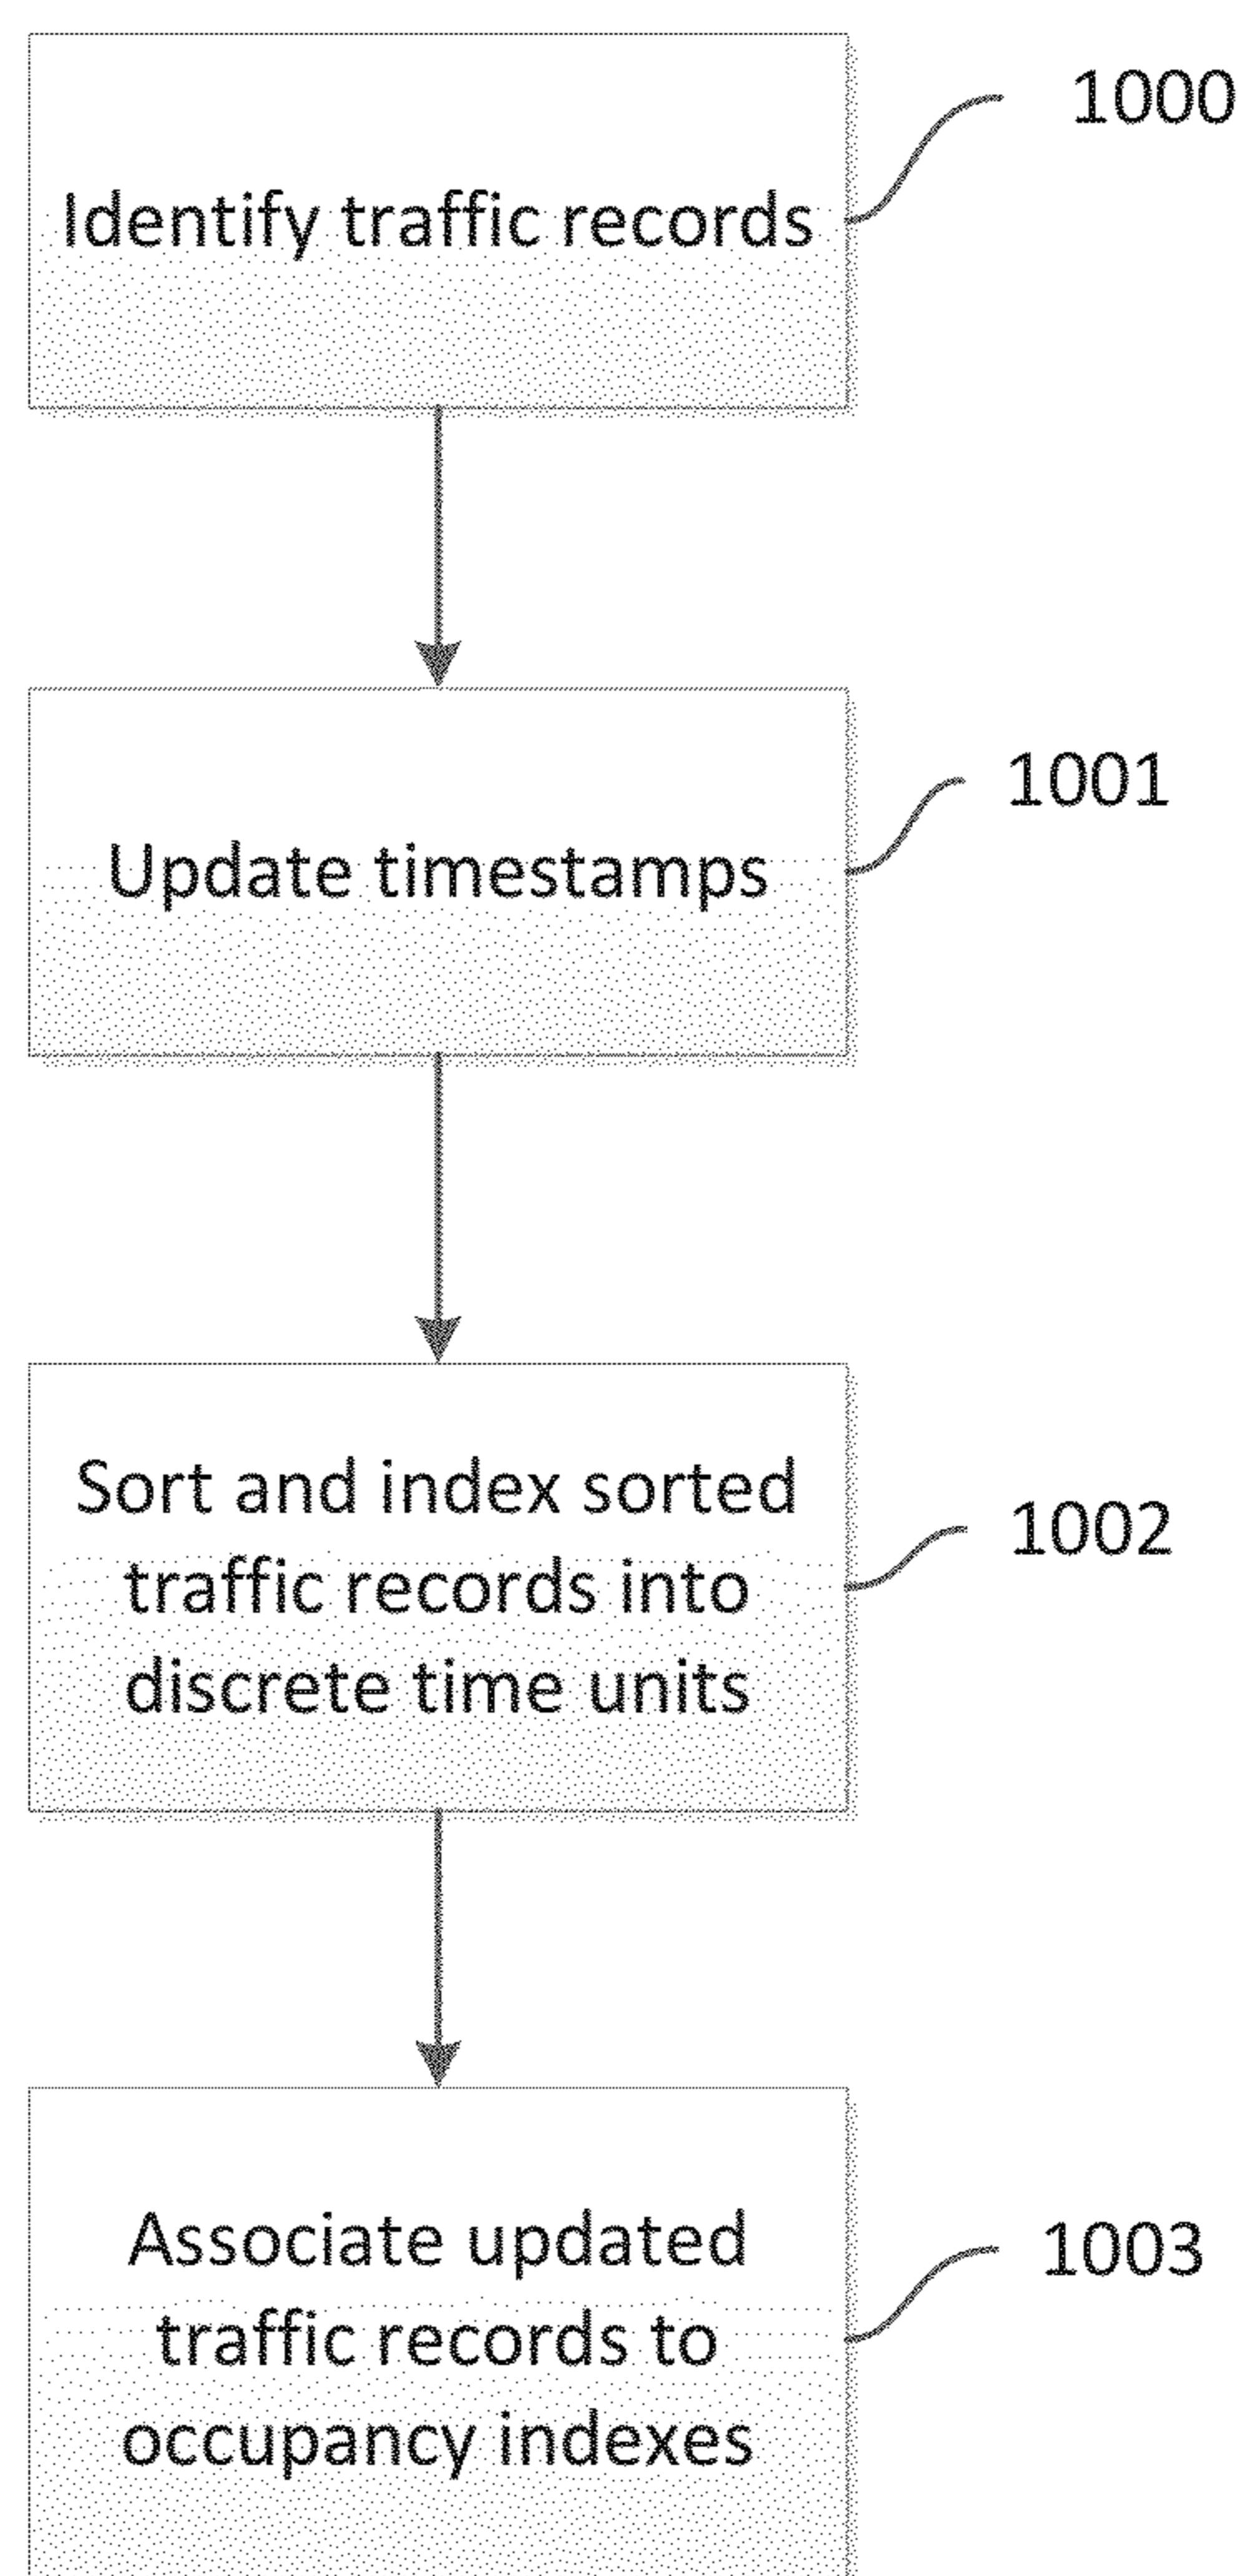 1000
Identify traffic records
1001
Update timestamps
Sort and index sorted
1002
traffic records into
discrete time units
Associate updated
1003
traffic records to
occupancy indexes